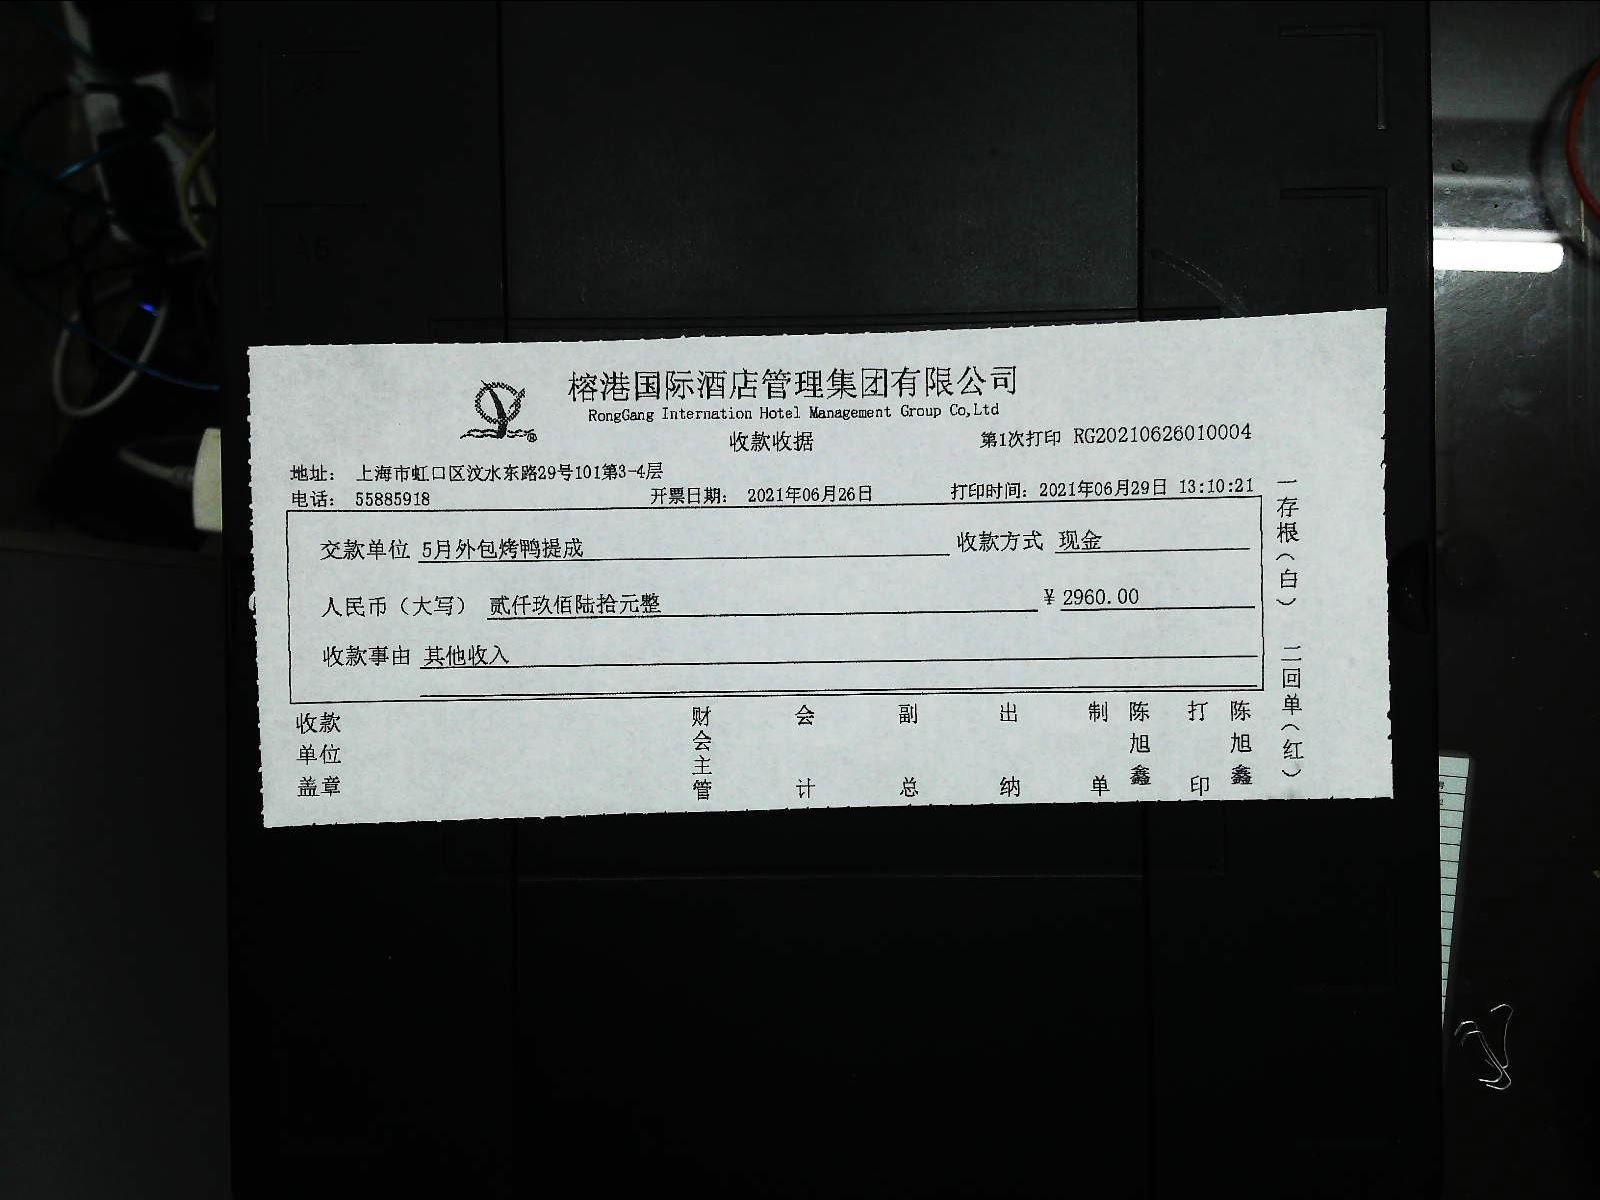 榕港国际酒店管理集团有限公司
RongGang Internation Hotel Management Group Co,Ltd
收款收据
第1次打印 RG20210626010004
地址： 上海市虹口区汶水东路29号101第3-4层
电话： 55885918 开票日期： 2021年06月26日 打印时间：2021年06月29日 13:10:21
交款单位 5月外包烤鸭提成 收款方式 现金
人民币（大写） 贰仟玖佰陆拾元整 ¥ 2960.00
收款事由 其他收入
收款单位盖章 财会主管 会计 副总 出纳 制单 陈旭鑫 打印 陈旭鑫
一存根（白） 二回单（红）